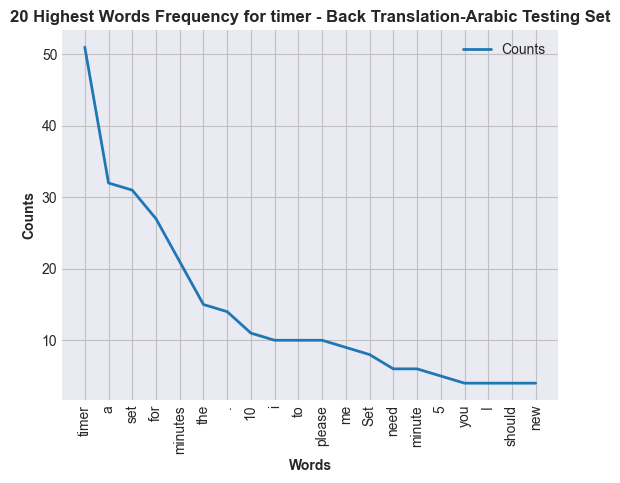 20 Highest Words Frequency for timer - Back Translation-Arabic Testing Set
Counts
50
40
30
20
10
Counts
timer
a
set
for
minutes
the
.
10
i
to
please
me
Set
need
minute
5
you
I
should
new
Words